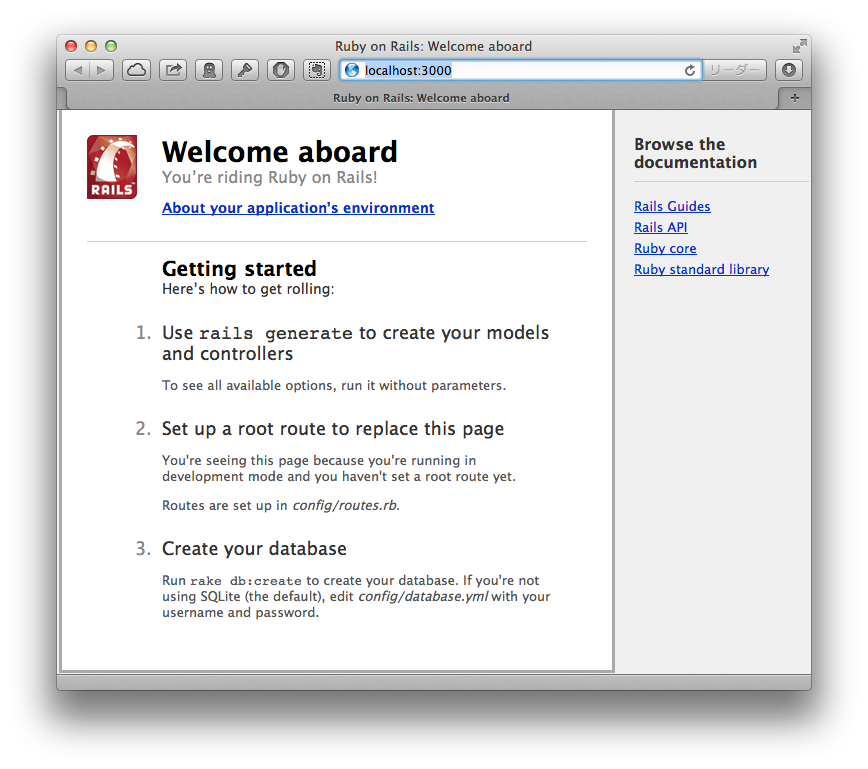 Ruby on Rails: Welcome aboard
localhost:3000
リーダー
Ruby on Rails: Welcome aboard
RAILS
Welcome aboard
You’re riding Ruby on Rails!
About your application’s environment
Getting started
Here’s how to get rolling:
1. Use rails generate to create your models
and controllers
To see all available options, run it without parameters.
2. Set up a root route to replace this page
You're seeing this page because you're running in
development mode and you haven't set a root route yet.
Routes are set up in config/routes.rb.
3. Create your database
Run rake db:create to create your database. If you're not
using SQLite (the default), edit config/database.yml with your
username and password.
Browse the
documentation
Rails Guides
Rails API
Ruby core
Ruby standard library